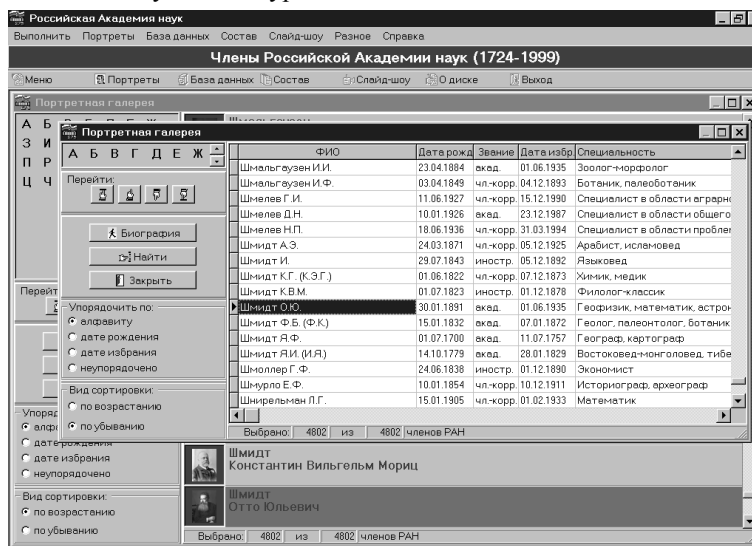 Российская Академия наук
Выполнить Портреты База данных Состав Слайд-шоу Разное Справка
Члены Российской Академии наук (1724-1999)
Меню Портреты База данных Состав Слайд-шоу О диске Выход
Портретная галерея
Портретная галерея
А Б В Г Д Е Ж
Перейти:
Биография
Найти
Закрыть
Упорядочить по:
алфавиту
дате рождения
дате избрания
неупорядочено
Вид сортировки:
по возрастанию
по убыванию
ФИО Дата рожд Звание Дата избр. Специальность
Шмальгаузен И.И. 23.04.1884 акад. 01.06.1935 Зоолог-морфолог
Шмальгаузен И.Ф. 03.04.1849 чл.-корр. 04.12.1893 Ботаник, палеоботаник
Шмелев Г.И. 11.06.1927 чл.-корр. 15.12.1990 Специалист в области аграрн
Шмелев Д.Н. 10.01.1926 акад. 23.12.1987 Специалист в области общего
Шмелев Н.П. 18.06.1936 чл.-корр. 31.03.1994 Специалист в области пробле
Шмидт А.Э. 24.03.1871 чл.-корр. 05.12.1925 Арабист, исламовед
Шмидт И. 29.07.1843 иностр. 05.12.1892 Языковед
Шмидт К.Г. (К.Э.Г.) 01.06.1822 чл.-корр. 07.12.1873 Химик, медик
Шмидт К.В.М. 01.07.1823 иностр. 01.12.1878 Филолог-классик
Шмидт О.Ю. 30.01.1891 акад. 01.06.1935 Геофизик, математик, астрон
Шмидт Ф.Б. (Ф.К.) 15.01.1832 акад. 07.01.1872 Геолог, палеонтолог, ботаник
Шмидт Я.Ф. 01.07.1700 акад. 11.07.1757 Географ, картограф
Шмидт Я.И. (И.Я.) 14.10.1779 акад. 28.01.1829 Востоковед-монголовед, тибе
Шмоллер Г.Ф. 24.06.1838 иностр. 01.12.1890 Экономист
Шмурло Е.Ф. 10.01.1854 чл.-корр. 10.12.1911 Историограф, археограф
Шнирельман Л.Г. 15.01.1905 чл.-корр. 01.02.1933 Математик
Выбрано: 4802 из 4802 членов РАН
А Б
З И
П Р
Ц Ч
Перейт
Упоряд
алфа
дате рождения
дате избрания
неупорядочено
Вид сортировки:
по возрастанию
по убыванию
Шмидт
Константин Вильгельм Мориц
Шмидт
Отто Юльевич
Выбрано: 4802 из 4802 членов РАН